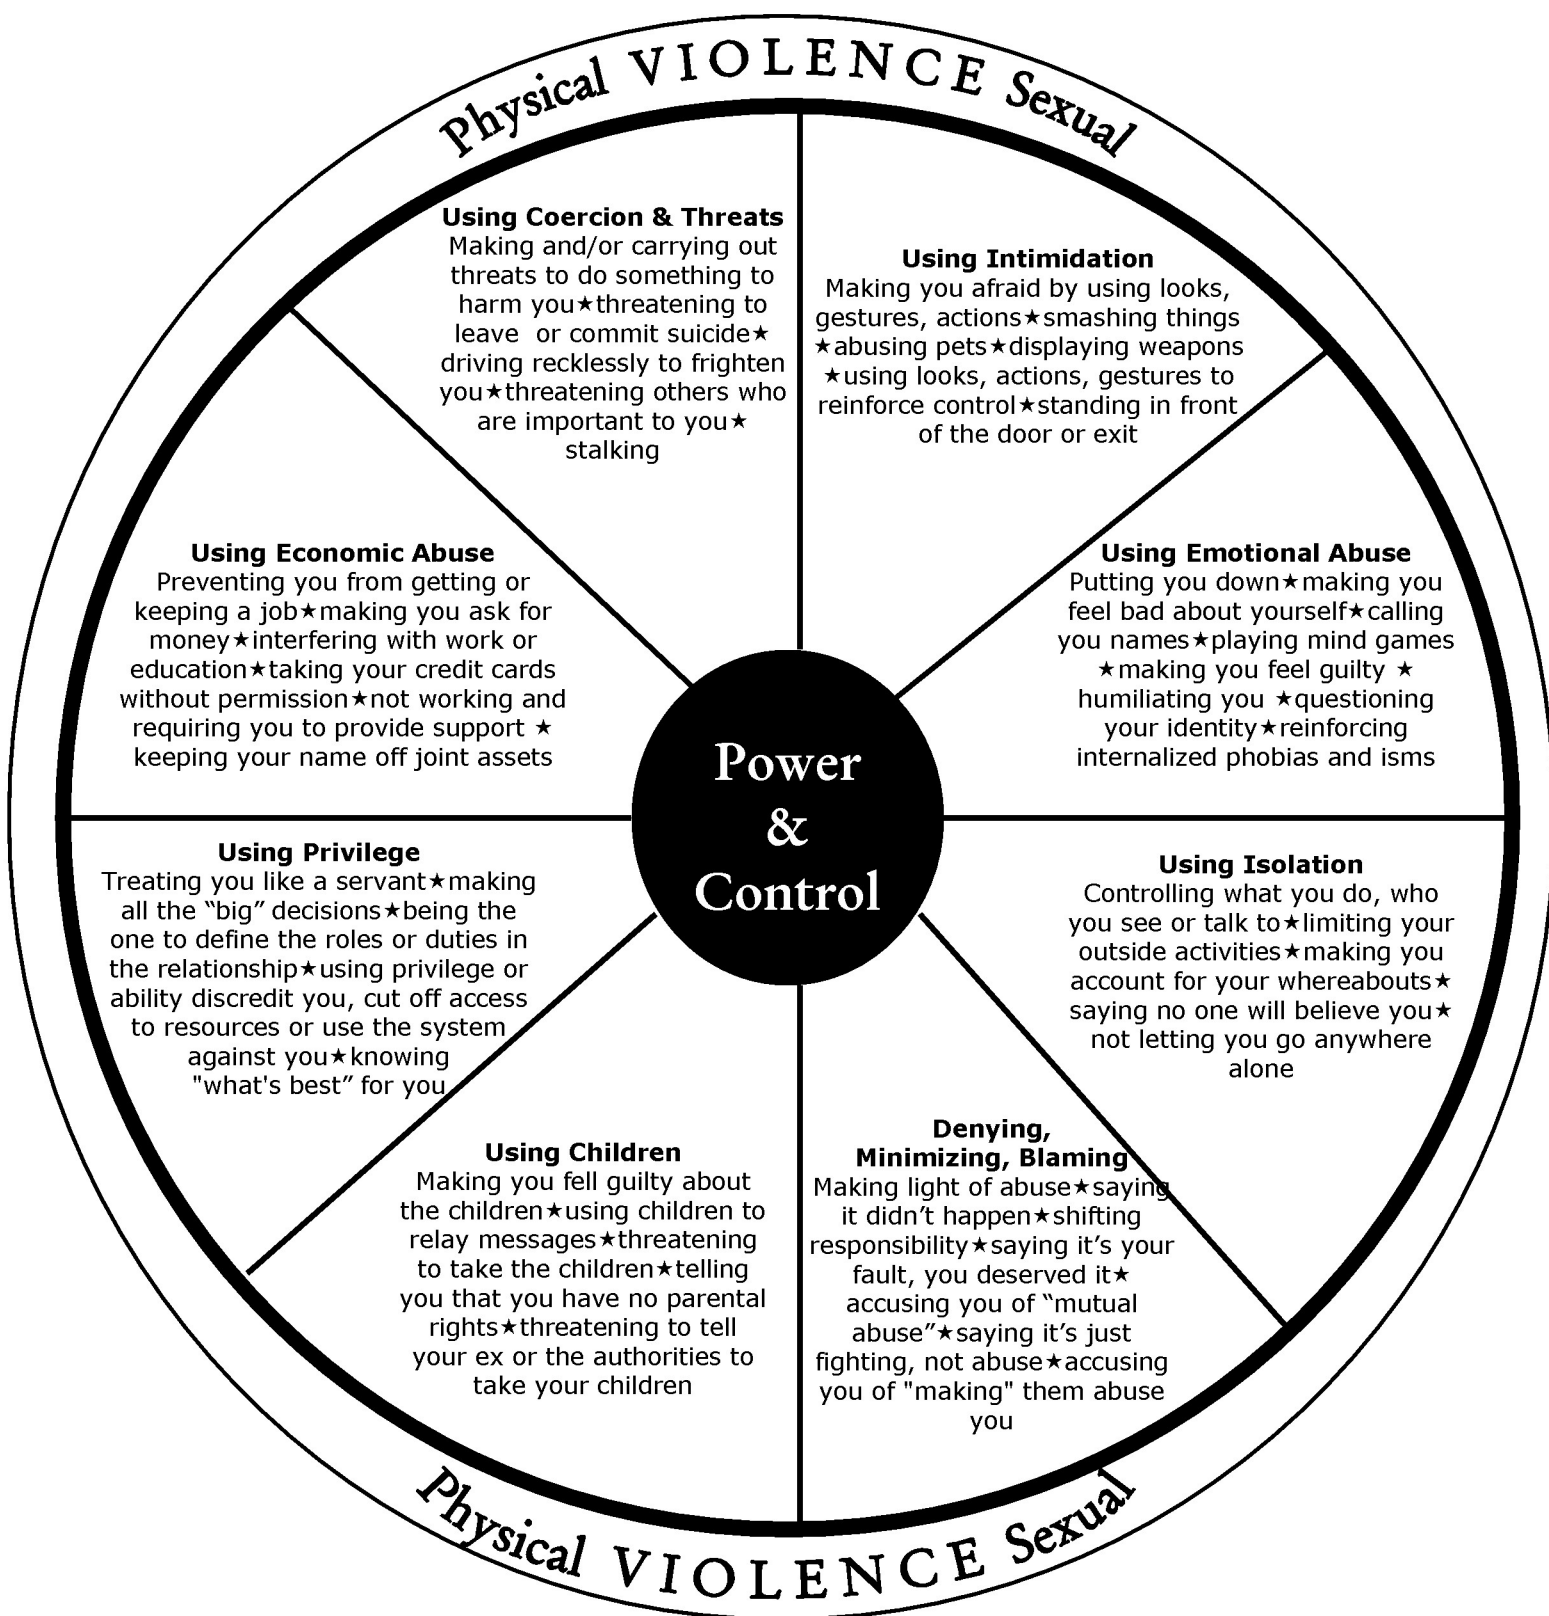 Physical VIOLENCE Sexual
Using Coercion & Threats
Making and/or carrying out
threats to do something to
harm you★threatening to
leave or commit suicide★
driving recklessly to frighten
you★threatening others who
are important to you★
stalking
Using Intimidation
Making you afraid by using looks,
gestures, actions★smashing things
★abusing pets★displaying weapons
★using looks, actions, gestures to
reinforce control★standing in front
of the door or exit
Using Economic Abuse
Preventing you from getting or
keeping a job★making you ask for
money★interfering with work or
education★taking your credit cards
without permission★not working and
requiring you to provide support ★
keeping your name off joint assets
Using Emotional Abuse
Putting you down★making you
feel bad about yourself★calling
you names★playing mind games
★making you feel guilty ★
humiliating you ★questioning
your identity★reinforcing
internalized phobias and isms
Power
&
Control
Using Privilege
Treating you like a servant★making
all the “big” decisions★being the
one to define the roles or duties in
the relationship★using privilege or
ability discredit you, cut off access
to resources or use the system
against you★knowing
"what's best” for you
Using Isolation
Controlling what you do, who
you see or talk to★limiting your
outside activities★making you
account for your whereabouts★
saying no one will believe you★
not letting you go anywhere
alone
Using Children
Making you fell guilty about
the children★using children to
relay messages★threatening
to take the children★telling
you that you have no parental
rights★threatening to tell
your ex or the authorities to
take your children
Denying,
Minimizing, Blaming
Making light of abuse★saying
it didn’t happen★shifting
responsibility★saying it’s your
fault, you deserved it★
accusing you of “mutual
abuse”★saying it’s just
fighting, not abuse★accusing
you of "making" them abuse
you
Physical VIOLENCE Sexual